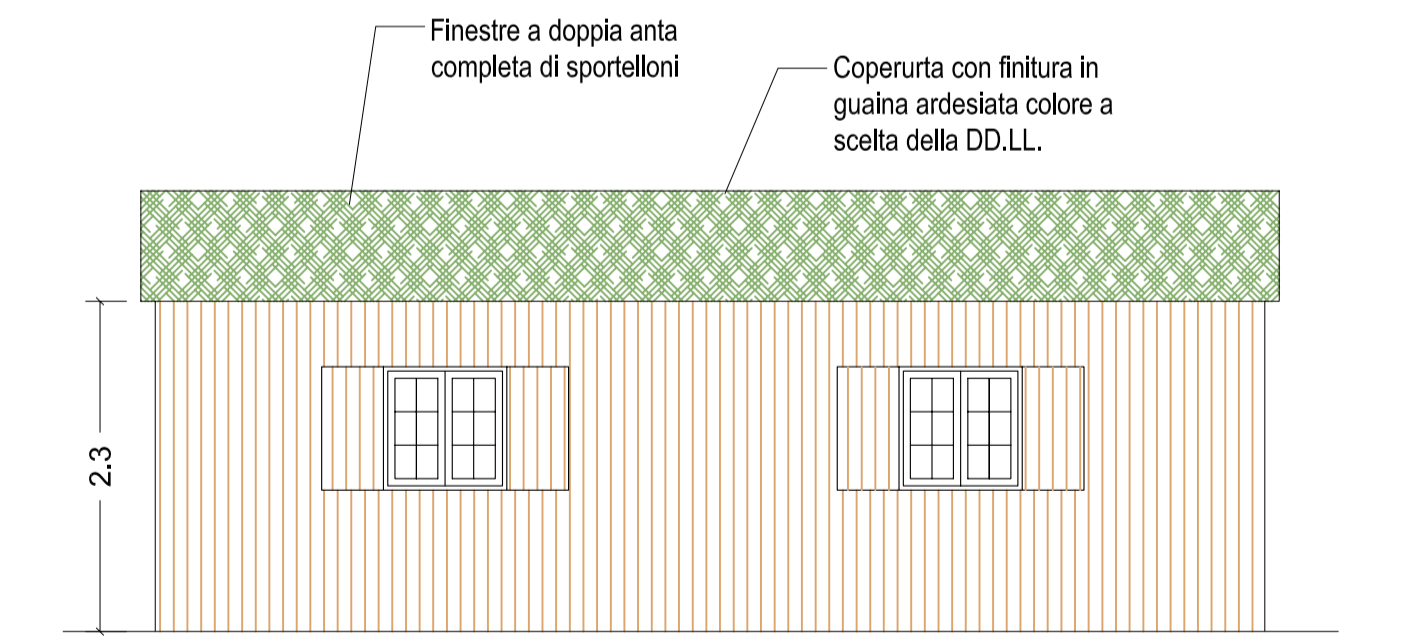 Finestre a doppia anta
completa di sportelloni
Coperurta con finitura in
guaina ardesiata colore a
scelta della DD.LL.
2.3